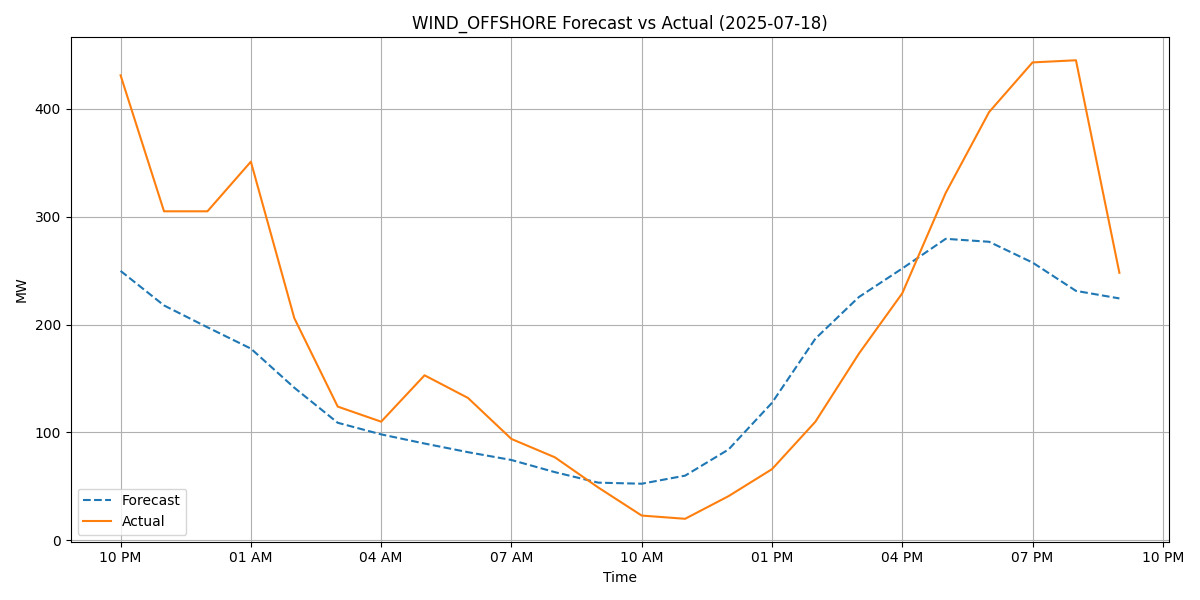 WIND_OFFSHORE Forecast vs Actual (2025-07-18)
MW
400
300
200
100
0
Forecast
Actual
10 PM 01 AM 04 AM 07 AM 10 AM 01 PM 04 PM 07 PM 10 PM
Time